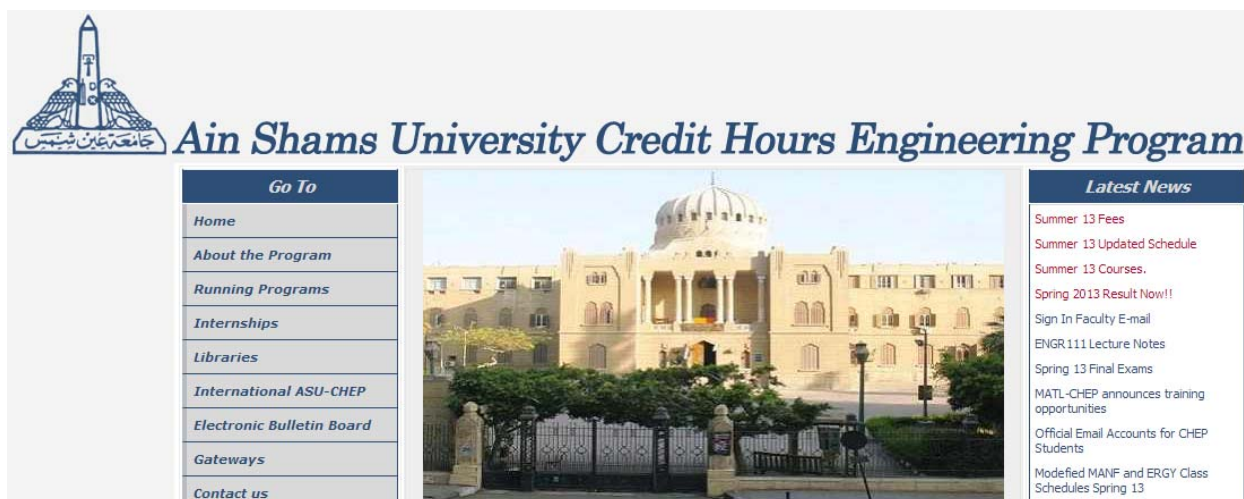 جامعة عين شمس
Ain Shams University Credit Hours Engineering Program
Go To
Home
About the Program
Running Programs
Internships
Libraries
International ASU-CHEP
Electronic Bulletin Board
Gateways
Contact us
Latest News
Summer 13 Fees
Summer 13 Updated Schedule
Summer 13 Courses.
Spring 2013 Result Now!!
Sign In Faculty E-mail
ENGR111 Lecture Notes
Spring 13 Final Exams
MATL-CHEP announces training
opportunities
Official Email Accounts for CHEP
Students
Modefied MANF and ERGY Class
Schedules Spring 13